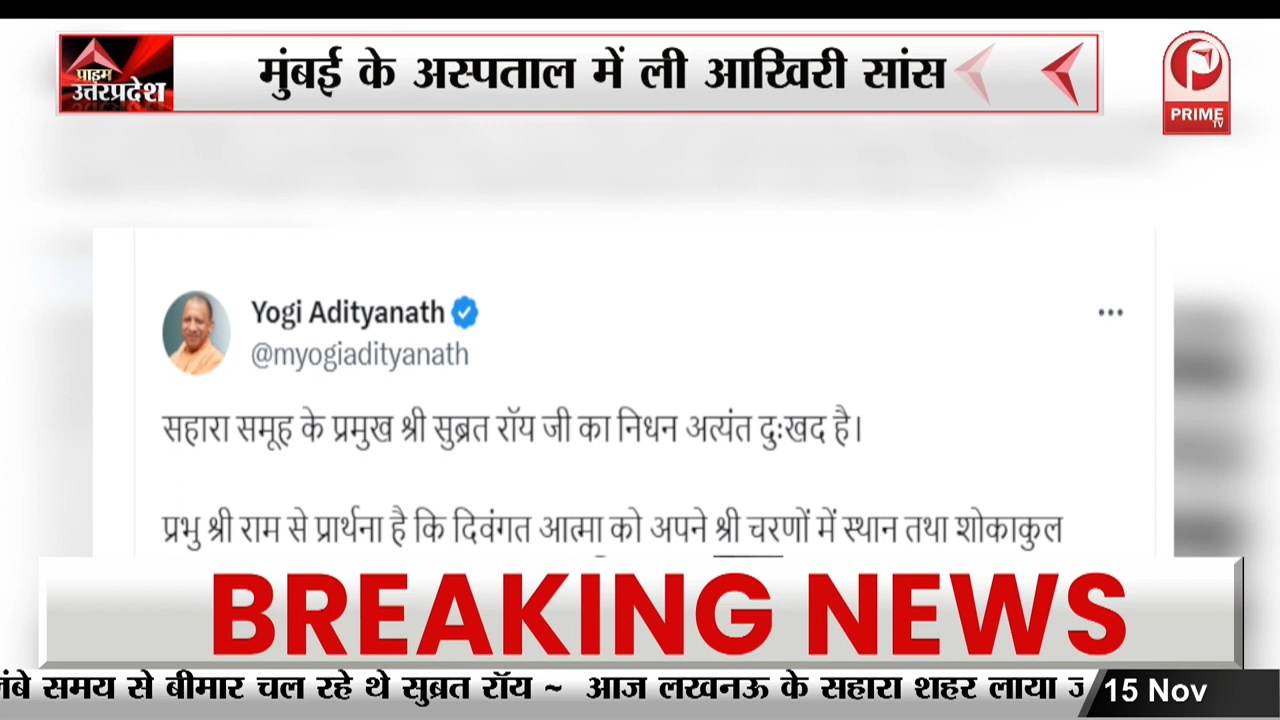 प्राइम
उत्तरप्रदेश
मुंबई के अस्पताल में ली आखिरी सांस
PRIME
TV
Yogi Adityanath
@myogiadityanath
सहारा समूह के प्रमुख श्री सुब्रत रॉय जी का निधन अत्यंत दुःखद है।
प्रभु श्री राम से प्रार्थना है कि दिवंगत आत्मा को अपने श्री चरणों में स्थान तथा शोकाकुल
BREAKING NEWS
समय से बीमार चल रहे थे सुब्रत रॉय ~ आज लखनऊ के सहारा शहर लाया
15 Nov